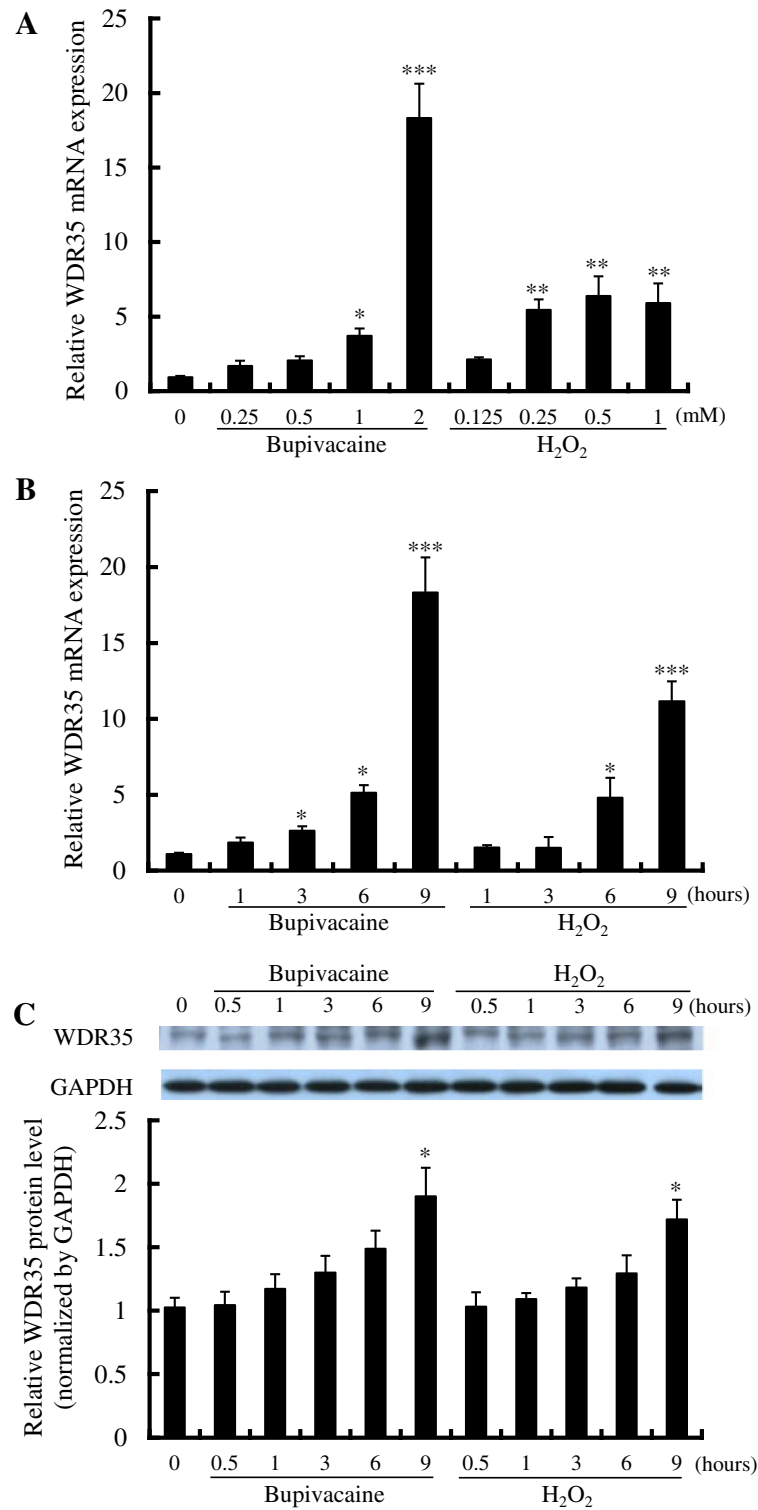 A
Relative WDR35 mRNA expression
25
20
15
10
5
0
*
***
**
**
**
0 0.25 0.5 1 2 0.125 0.25 0.5 1 (mM)
Bupivacaine H₂O₂
B
Relative WDR35 mRNA expression
25
20
15
10
5
0
*
*
***
*
***
0 1 3 6 9 1 3 6 9 (hours)
Bupivacaine H₂O₂
C
Bupivacaine H₂O₂
0 0.5 1 3 6 9 0.5 1 3 6 9 (hours)
WDR35
GAPDH
Relative WDR35 protein level
(normalized by GAPDH)
2.5
2
1.5
1
0.5
0
*
*
0 0.5 1 3 6 9 0.5 1 3 6 9 (hours)
Bupivacaine H₂O₂